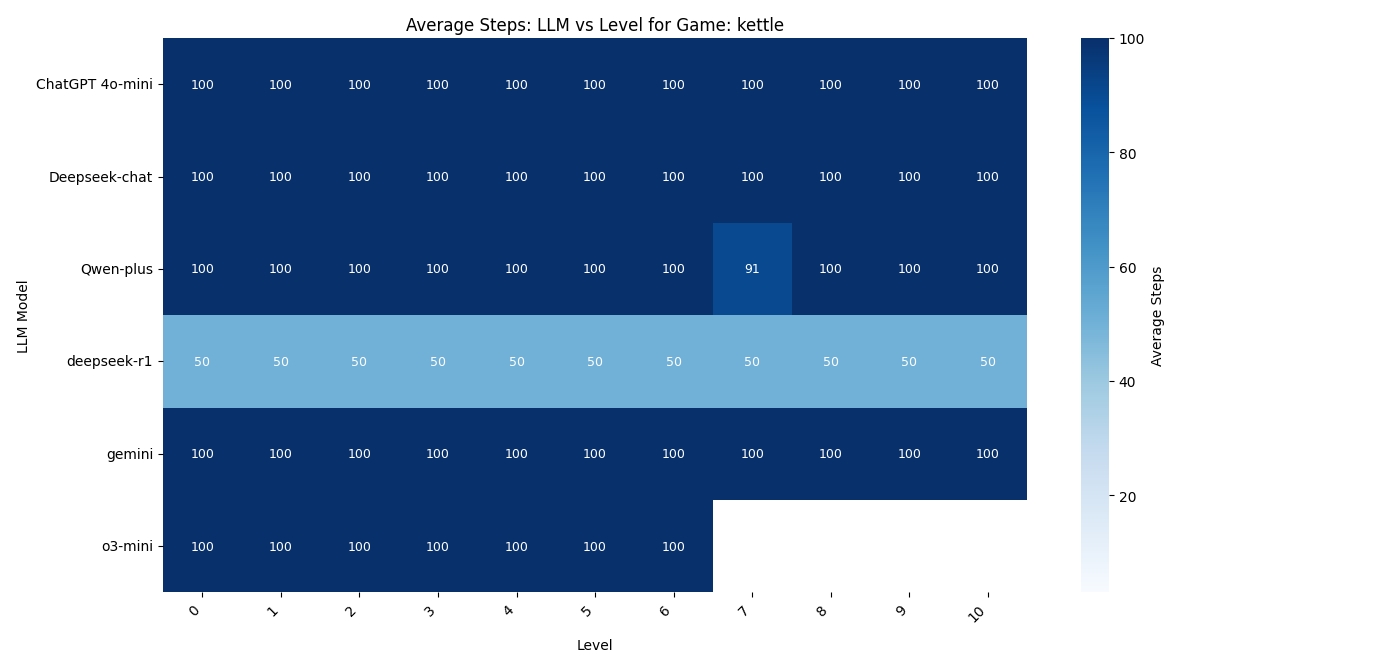 Average Steps: LLM vs Level for Game: kettle
LLM Model
ChatGPT 4o-mini 100 100 100 100 100 100 100 100 100 100 100
Deepseek-chat 100 100 100 100 100 100 100 100 100 100 100
Qwen-plus 100 100 100 100 100 100 100 91 100 100 100
deepseek-r1 50 50 50 50 50 50 50 50 50 50 50
gemini 100 100 100 100 100 100 100 100 100 100 100
o3-mini 100 100 100 100 100 100 100
0 1 2 3 4 5 6 7 8 9 10
Level
100
80
60
40
20
Average Steps